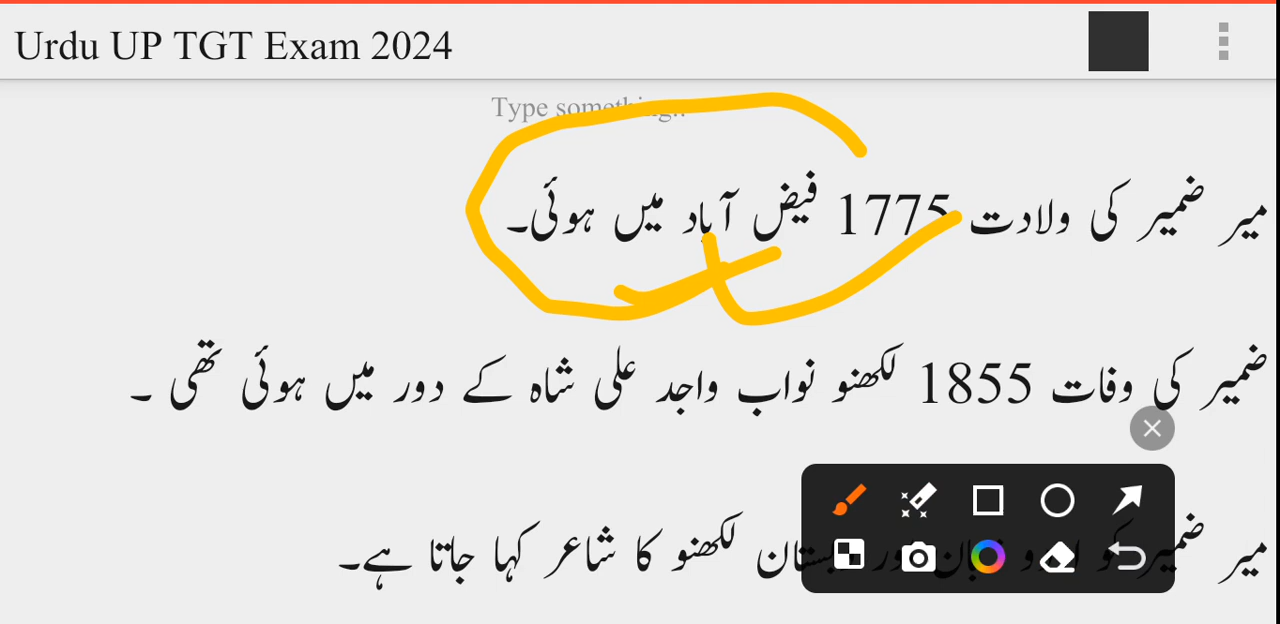 Urdu UP TGT Exam 2024
Type something..
میر ضمیر کی ولادت 1775 فیض آباد میں ہوئی۔
ضمیر کی وفات 1855 لکھنو نواب واجد علی شاہ کے دور میں ہوئی تھی ۔
میر ضمیر کو لکھنو کا شاعر کہا جاتا ہے۔